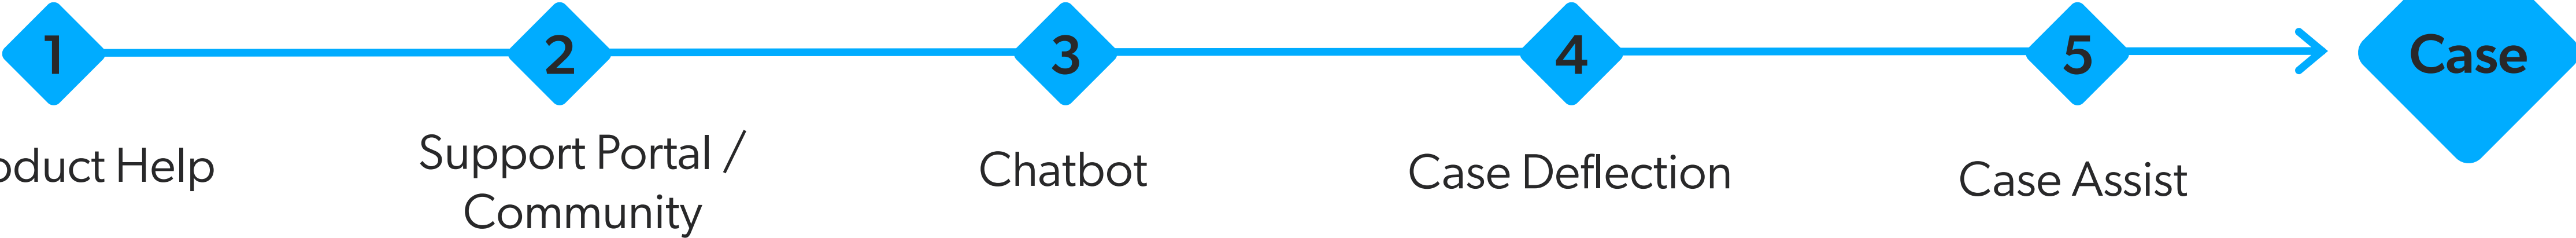 1
2
3
4
5
Case
oduct Help
Support Portal /
Community
Chatbot
Case Deflection
Case Assist